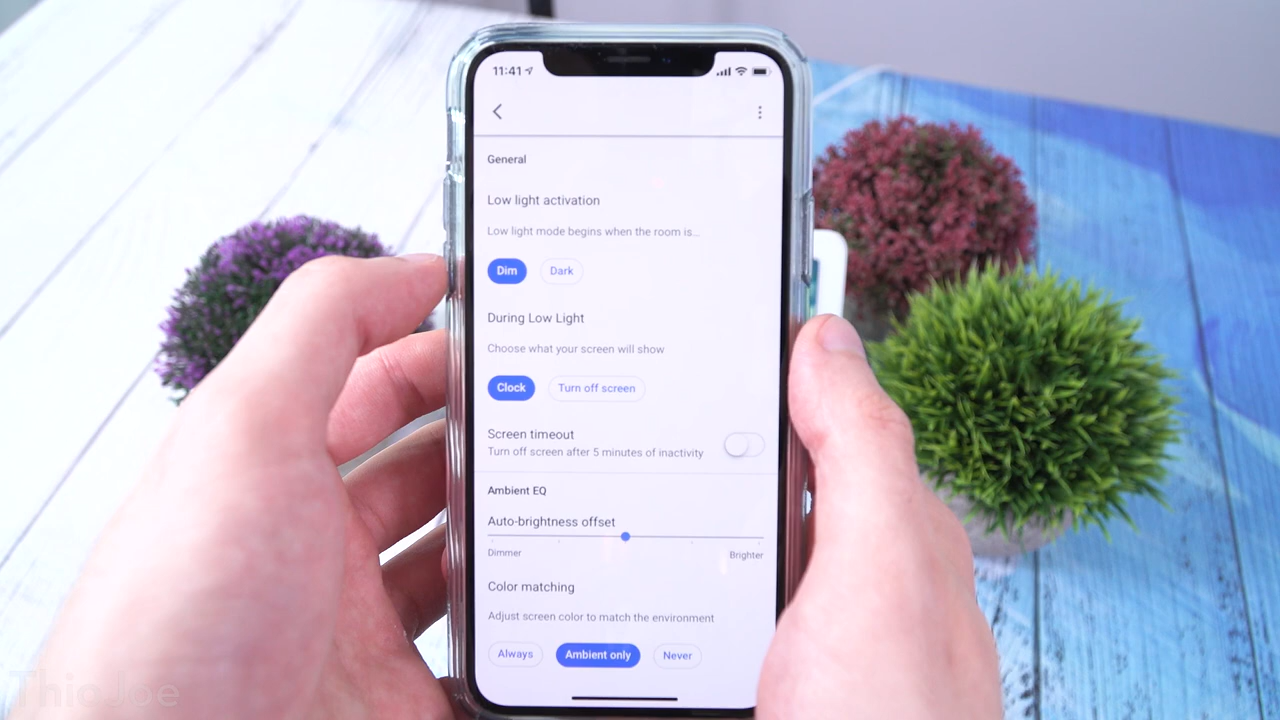 11:41
General
Low light activation
Low light mode begins when the room is...
Dim Dark
During Low Light
Choose what your screen will show
Clock Turn off screen
Screen timeout
Turn off screen after 5 minutes of inactivity
Ambient EQ
Auto-brightness offset
Dimmer Brighter
Color matching
Adjust screen color to match the environment
Always Ambient only Never
ThioJoe